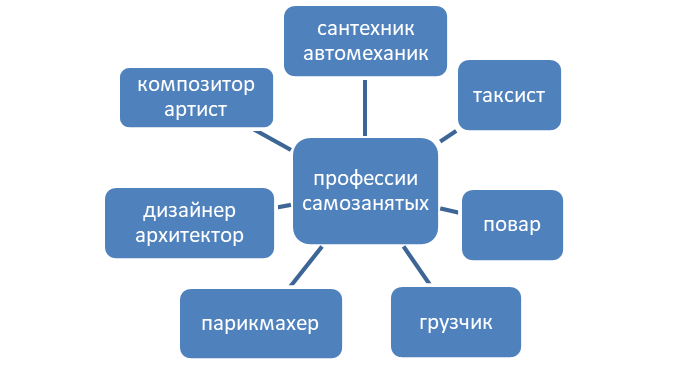 сантехник
автомеханик
композитор
артист
таксист
профессии
самозанятых
дизайнер
архитектор
повар
парикмахер
грузчик